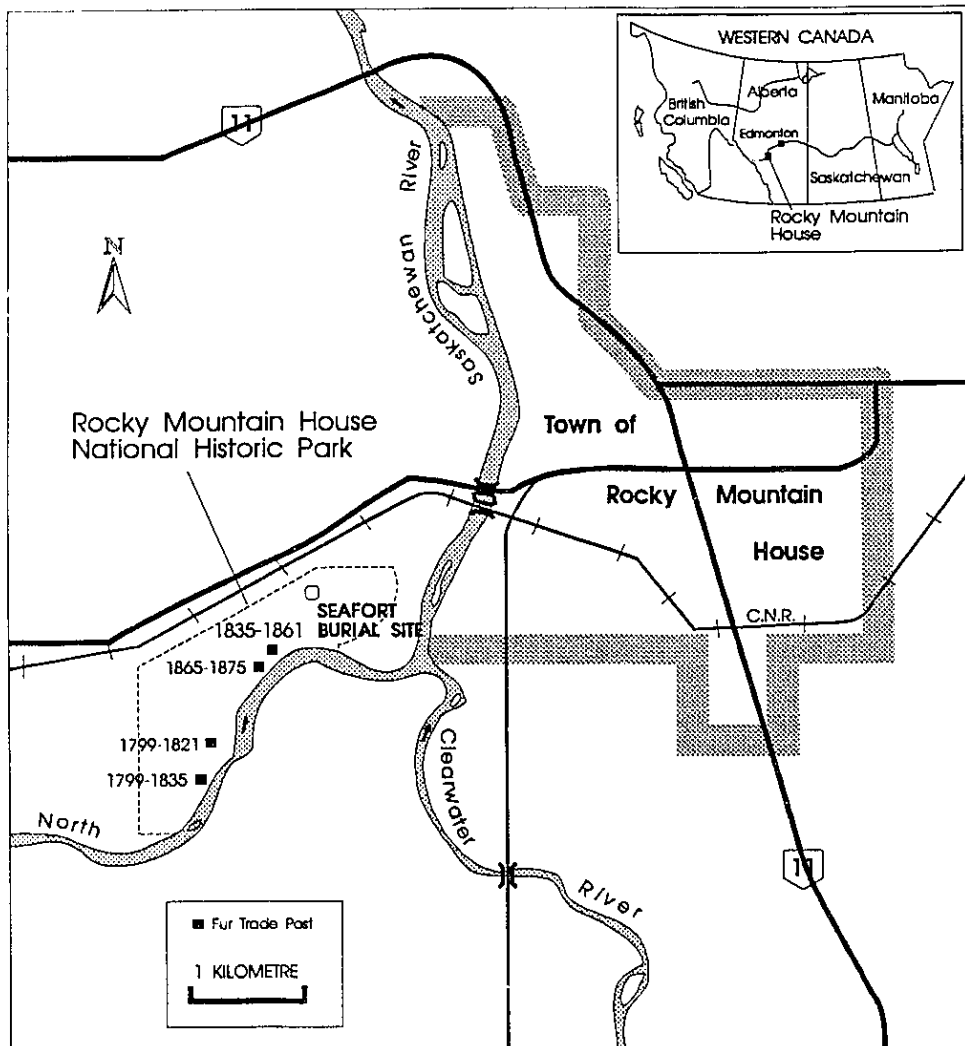 WESTERN CANADA
Alberta
British
Columbia
Manitoba
Edmonton
Saskatchewan
Rocky Mountain
House
11
River
Saskatchewan
N
Rocky Mountain House
National Historic Park
Town of
Rocky Mountain
House
SEAFORT
BURIAL SITE
1835-1861
1865-1875
C.N.R.
1799-1821
1799-1835
North
Clearwater
River
11
Fur Trade Post
1 KILOMETRE